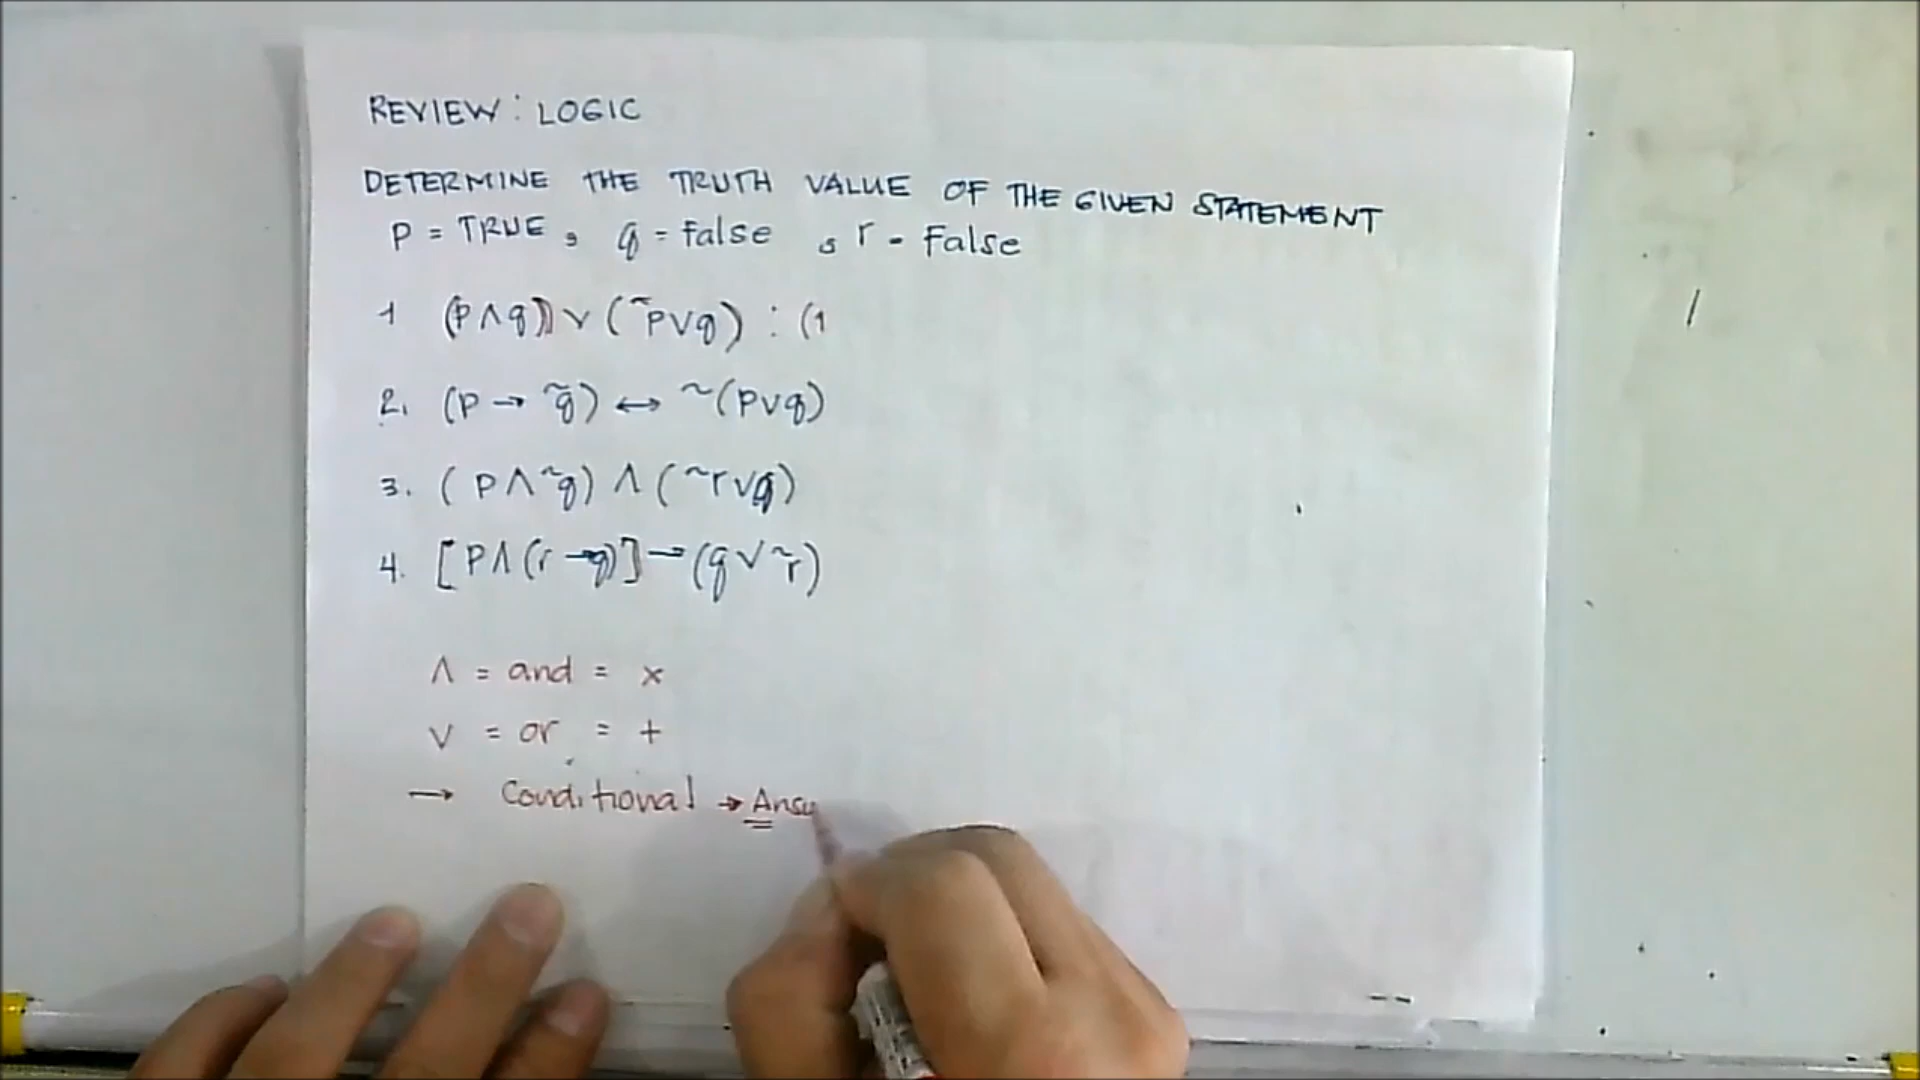 REVIEW : LOGIC
DETERMINE THE TRUTH VALUE OF THE GIVEN STATEMENT
P = TRUE , q = false , r = False
1 (p ∧ q) ∨ (~p ∨ q) : (1
2. (p → ~q) ↔ ~(p ∨ q)
3. (p ∧ ~q) ∧ (~r ∨ q)
4. [p ∧ (r → q)] → (q ∨ ~r)
∧ = and = x
∨ = or = +
→ Conditional → Answ